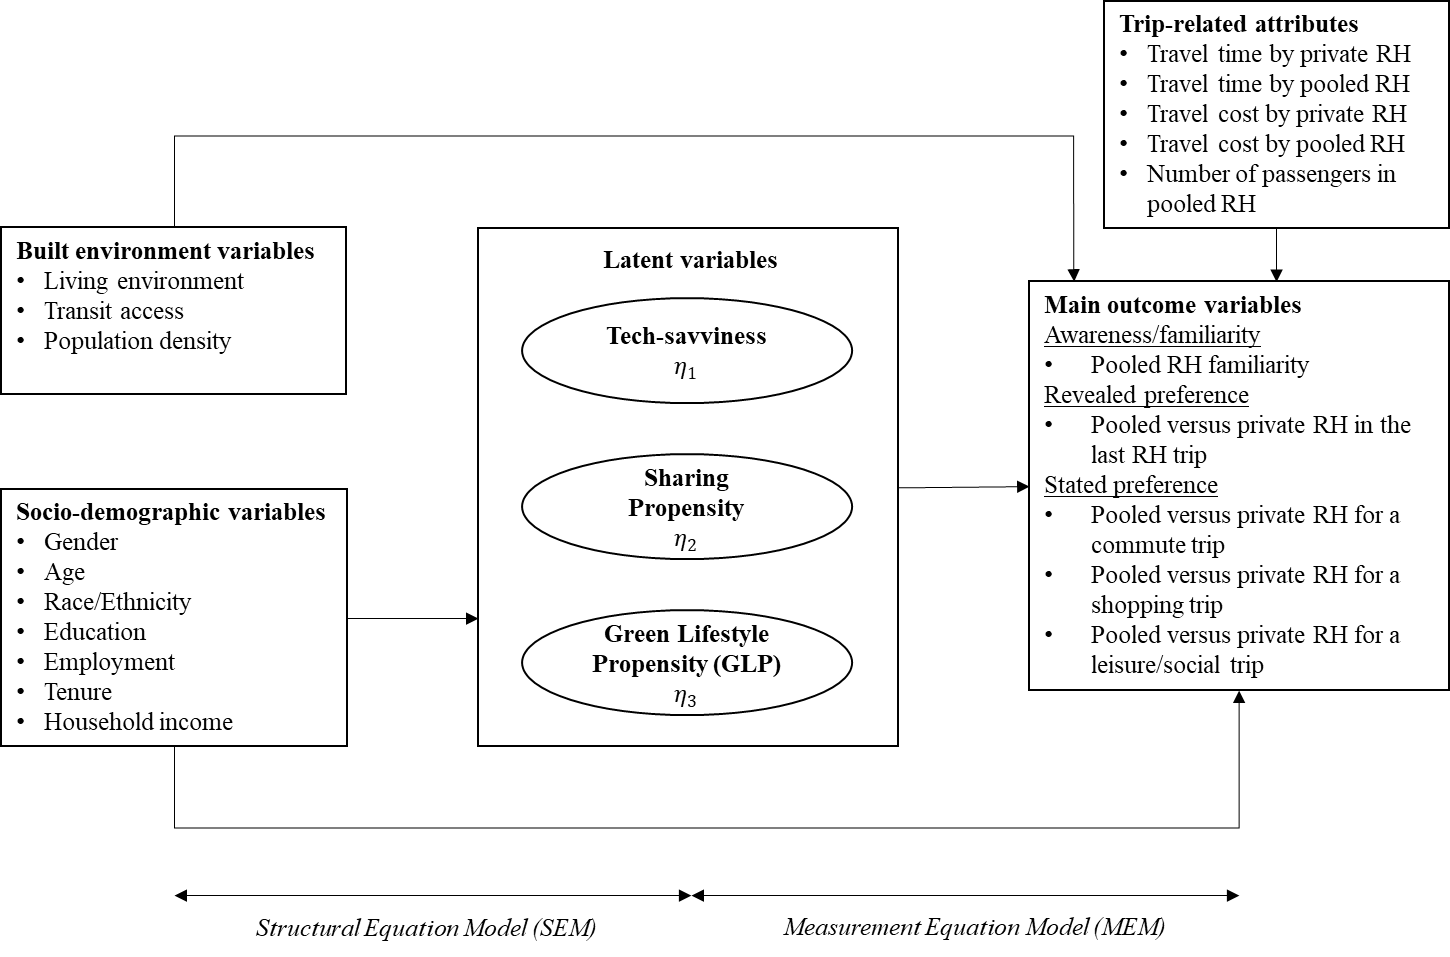 Trip-related attributes
• Travel time by private RH
• Travel time by pooled RH
• Travel cost by private RH
• Travel cost by pooled RH
• Number of passengers in
pooled RH
Built environment variables
• Living environment
• Transit access
• Population density
Socio-demographic variables
• Gender
• Age
• Race/Ethnicity
• Education
• Employment
• Tenure
• Household income
Latent variables
Tech-savviness
η₁
Sharing
Propensity
η₂
Green Lifestyle
Propensity (GLP)
η₃
Main outcome variables
Awareness/familiarity
• Pooled RH familiarity
Revealed preference
• Pooled versus private RH in the
last RH trip
Stated preference
• Pooled versus private RH for a
commute trip
• Pooled versus private RH for a
shopping trip
• Pooled versus private RH for a
leisure/social trip
Structural Equation Model (SEM)
Measurement Equation Model (MEM)